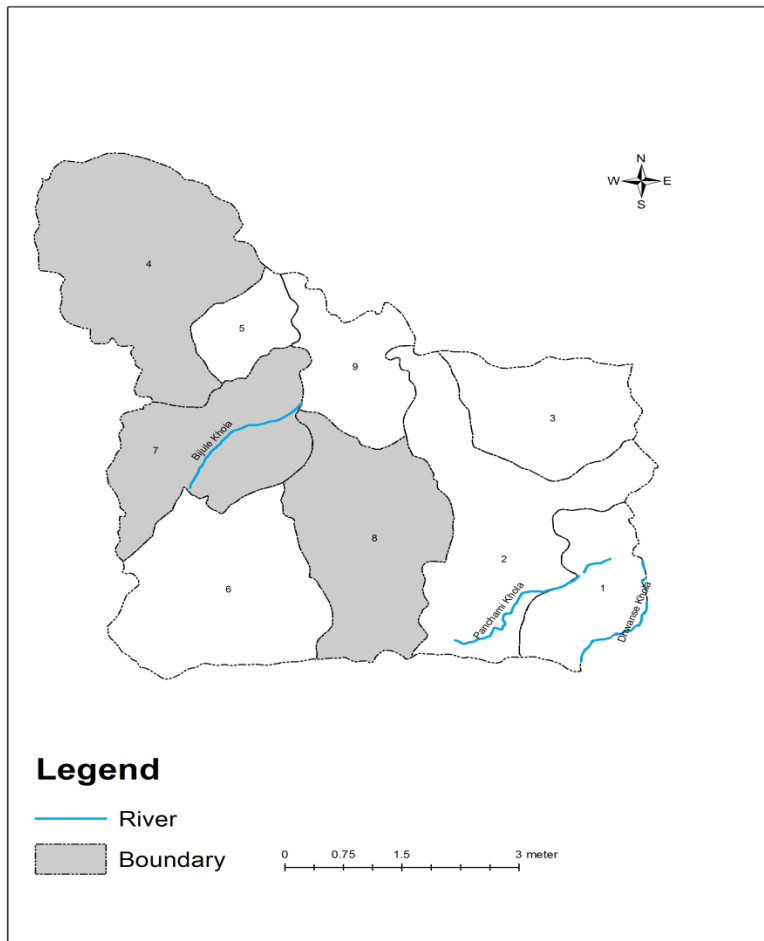 N
W E
S
4
5
9
3
7
Bijule Khola
8
2
6
1
Panchami Khola
Dhwanse Khola
Legend
River
Boundary
0 0.75 1.5 3 meter